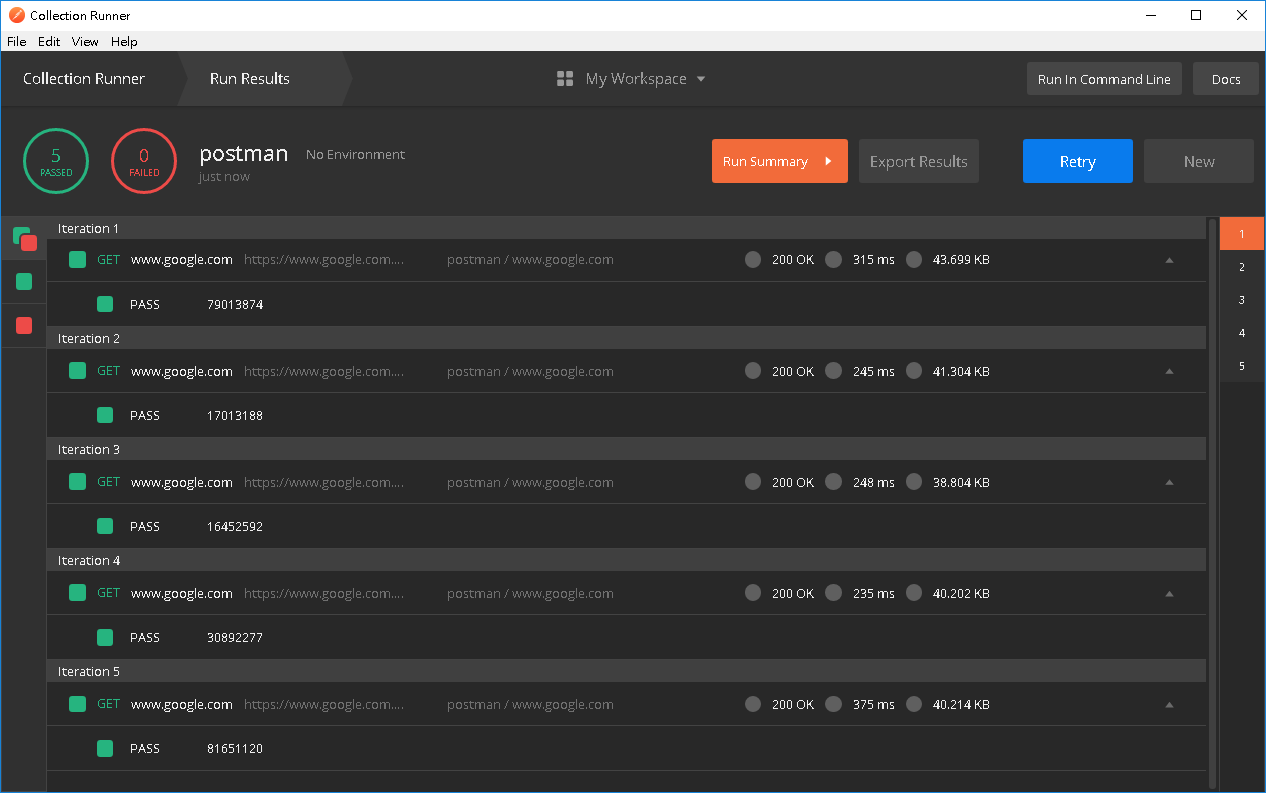 Collection Runner
File Edit View Help
Collection Runner Run Results My Workspace Run In Command Line Docs
5 PASSED 0 FAILED postman No Environment just now Run Summary Export Results Retry New
Iteration 1
GET www.google.com https://www.google.com.... postman / www.google.com 200 OK 315 ms 43.699 KB
PASS 79013874
Iteration 2
GET www.google.com https://www.google.com.... postman / www.google.com 200 OK 245 ms 41.304 KB
PASS 17013188
Iteration 3
GET www.google.com https://www.google.com.... postman / www.google.com 200 OK 248 ms 38.804 KB
PASS 16452592
Iteration 4
GET www.google.com https://www.google.com.... postman / www.google.com 200 OK 235 ms 40.202 KB
PASS 30892277
Iteration 5
GET www.google.com https://www.google.com.... postman / www.google.com 200 OK 375 ms 40.214 KB
PASS 81651120
1
2
3
4
5